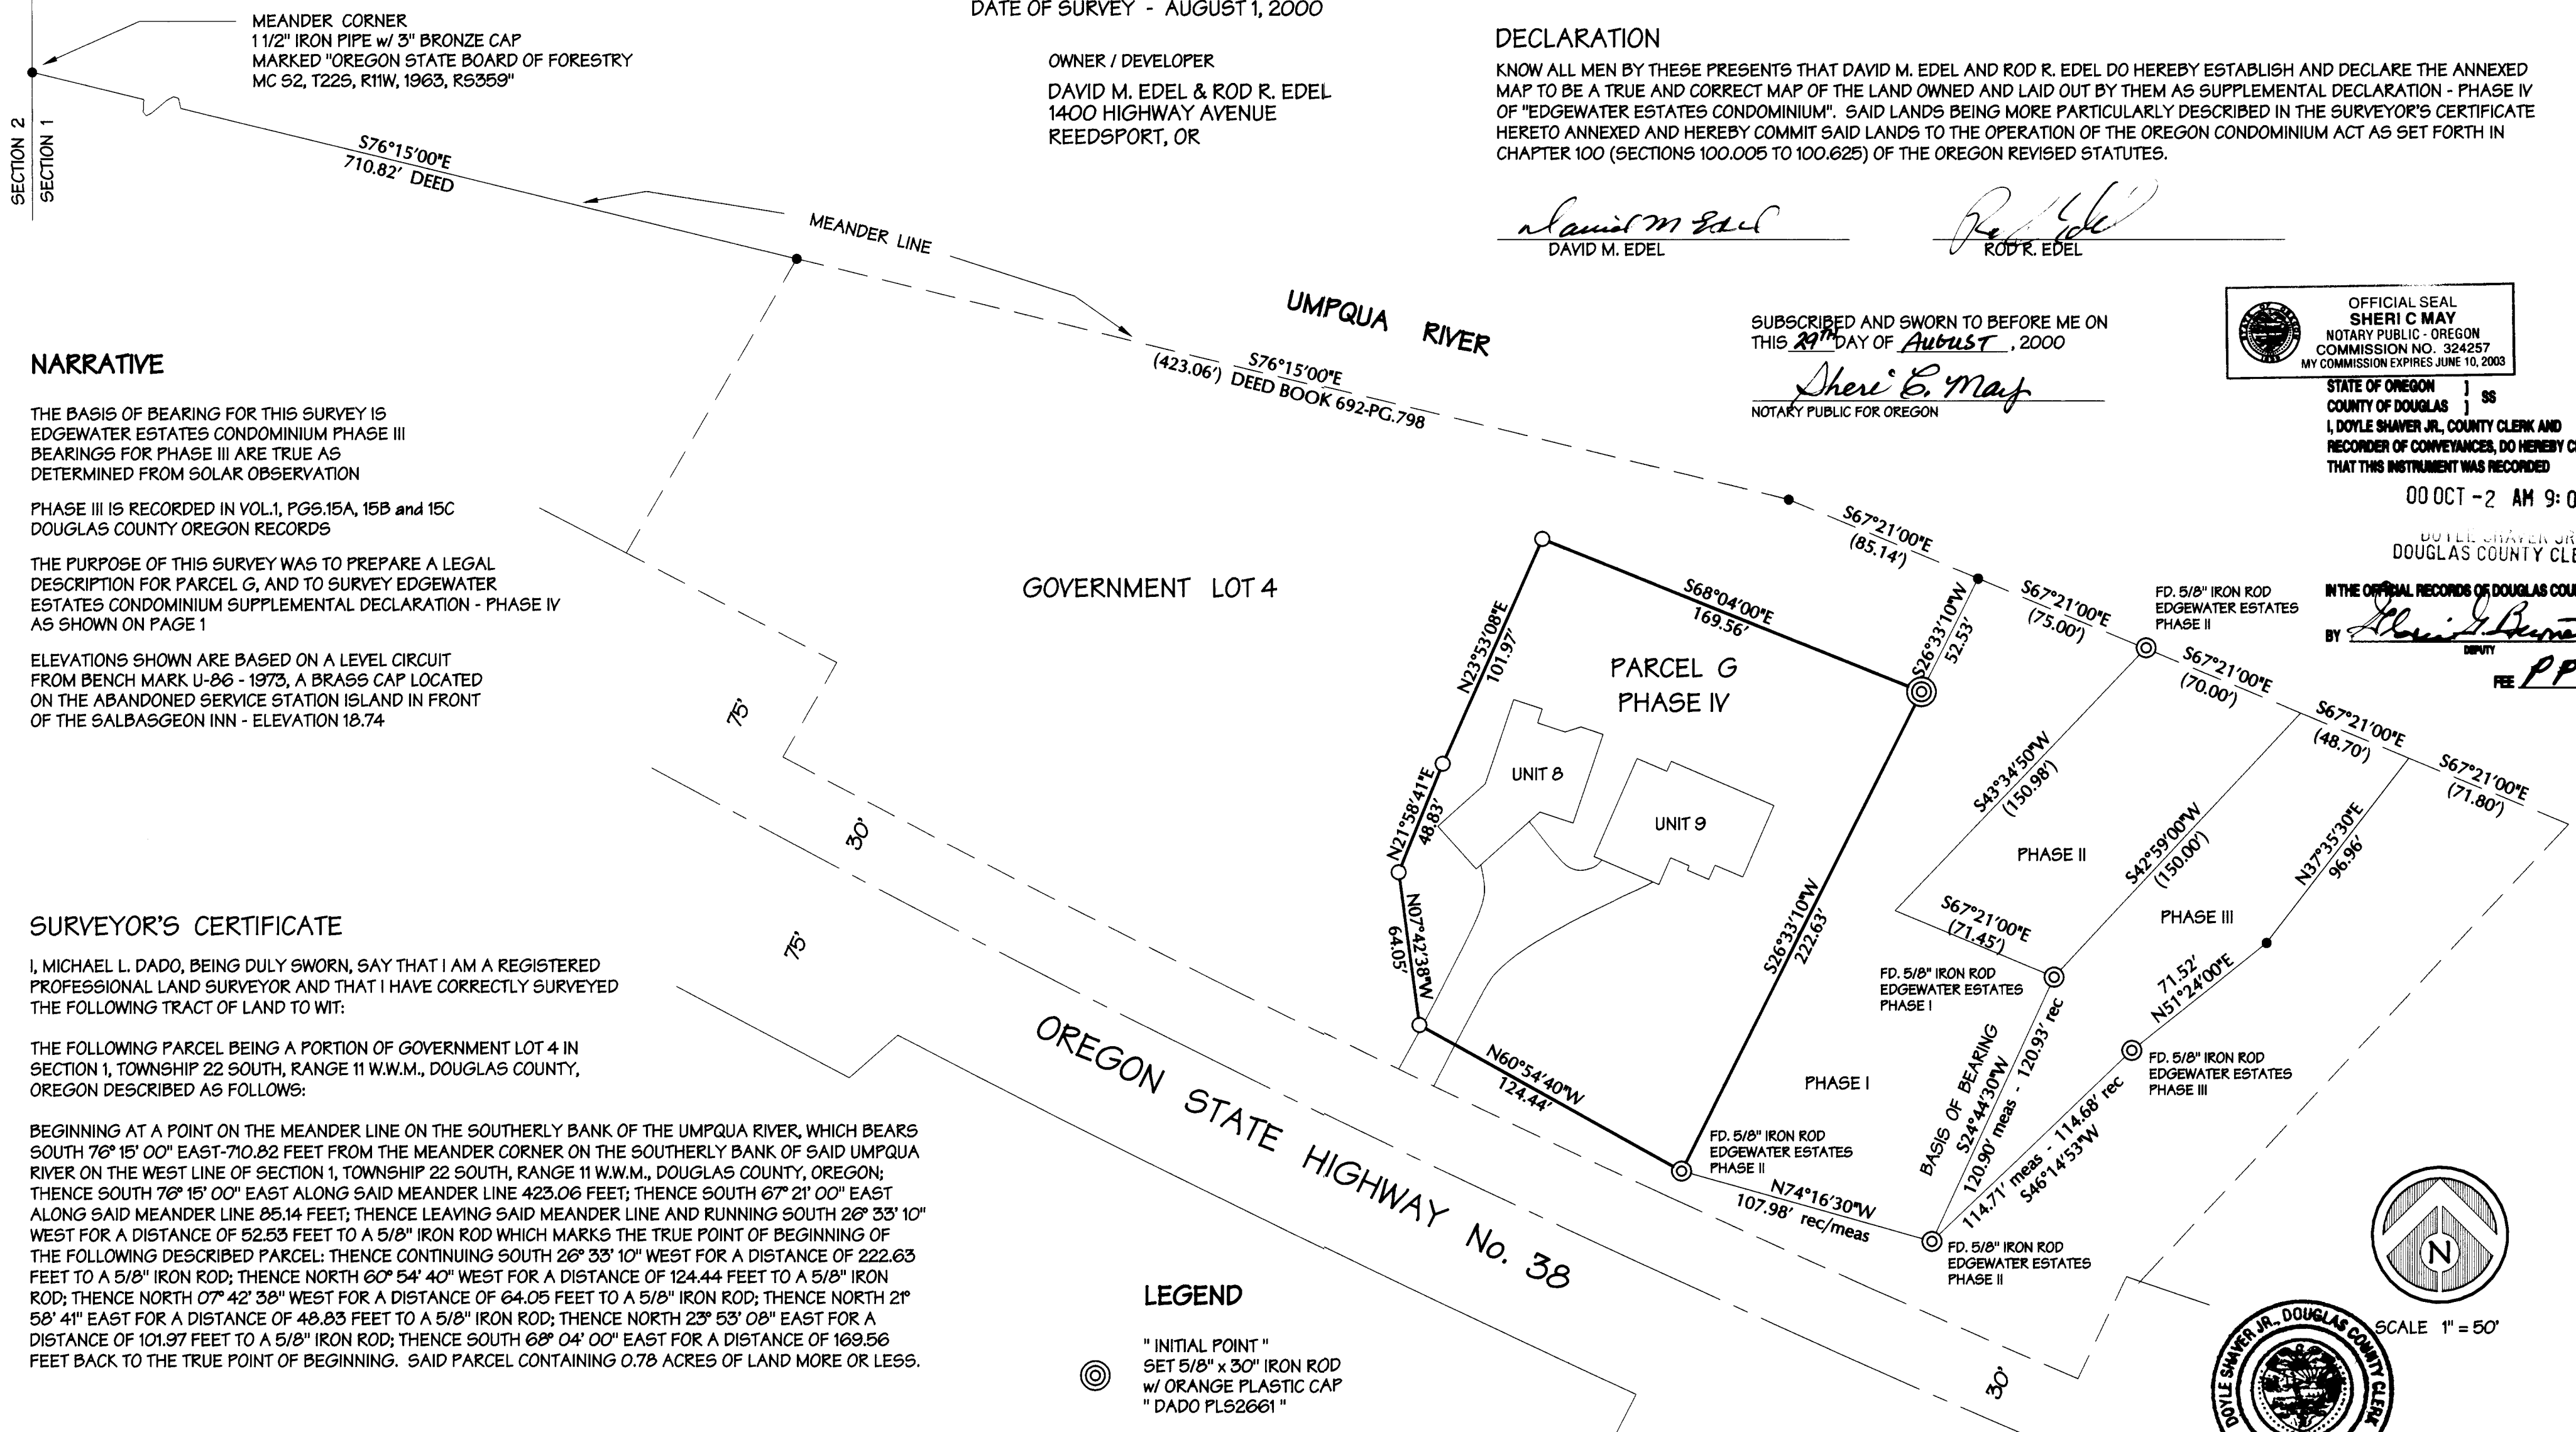 DATE OF SURVEY - AUGUST 1, 2000
MEANDER CORNER
1 1/2" IRON PIPE w/ 3" BRONZE CAP
MARKED "OREGON STATE BOARD OF FORESTRY
MC S2, T22S, R11W, 1963, RS359"
SECTION 2
SECTION 1
S76°15'00"E
710.82' DEED
MEANDER LINE
OWNER / DEVELOPER
DAVID M. EDEL & ROD R. EDEL
1400 HIGHWAY AVENUE
REEDSPORT, OR
DECLARATION
KNOW ALL MEN BY THESE PRESENTS THAT DAVID M. EDEL AND ROD R. EDEL DO HEREBY ESTABLISH AND DECLARE THE ANNEXED
MAP TO BE A TRUE AND CORRECT MAP OF THE LAND OWNED AND LAID OUT BY THEM AS SUPPLEMENTAL DECLARATION - PHASE IV
OF "EDGEWATER ESTATES CONDOMINIUM". SAID LANDS BEING MORE PARTICULARLY DESCRIBED IN THE SURVEYOR'S CERTIFICATE
HERETO ANNEXED AND HEREBY COMMIT SAID LANDS TO THE OPERATION OF THE OREGON CONDOMINIUM ACT AS SET FORTH IN
CHAPTER 100 (SECTIONS 100.005 TO 100.625) OF THE OREGON REVISED STATUTES.
David M Edel
DAVID M. EDEL
ROD R. EDEL
SUBSCRIBED AND SWORN TO BEFORE ME ON
THIS 29TH DAY OF AUGUST, 2000
Sheri C. May
NOTARY PUBLIC FOR OREGON
OFFICIAL SEAL
SHERI C MAY
NOTARY PUBLIC - OREGON
COMMISSION NO. 324257
MY COMMISSION EXPIRES JUNE 10, 2003
STATE OF OREGON ] SS
COUNTY OF DOUGLAS ]
I, DOYLE SHAVER JR., COUNTY CLERK AND
RECORDER OF CONVEYANCES, DO HEREBY C
THAT THIS INSTRUMENT WAS RECORDED
00 OCT -2 AM 9:0
DOYLE SHAVER JR
DOUGLAS COUNTY CLE
IN THE OFFICIAL RECORDS OF DOUGLAS COU
BY
DEPUTY
FEE PP
UMPQUA RIVER
S76°15'00"E
(423.06') DEED BOOK 692-PG.798
NARRATIVE
THE BASIS OF BEARING FOR THIS SURVEY IS
EDGEWATER ESTATES CONDOMINIUM PHASE III
BEARINGS FOR PHASE III ARE TRUE AS
DETERMINED FROM SOLAR OBSERVATION
PHASE III IS RECORDED IN VOL.1, PGS.15A, 15B and 15C
DOUGLAS COUNTY OREGON RECORDS
THE PURPOSE OF THIS SURVEY WAS TO PREPARE A LEGAL
DESCRIPTION FOR PARCEL G, AND TO SURVEY EDGEWATER
ESTATES CONDOMINIUM SUPPLEMENTAL DECLARATION - PHASE IV
AS SHOWN ON PAGE 1
ELEVATIONS SHOWN ARE BASED ON A LEVEL CIRCUIT
FROM BENCH MARK U-86 - 1973, A BRASS CAP LOCATED
ON THE ABANDONED SERVICE STATION ISLAND IN FRONT
OF THE SALBASGEON INN - ELEVATION 18.74
GOVERNMENT LOT 4
S67°21'00"E
(85.14')
S67°21'00"E
(75.00')
FD. 5/8" IRON ROD
EDGEWATER ESTATES
PHASE II
S67°21'00"E
(70.00')
S67°21'00"E
(48.70')
S67°21'00"E
(71.80')
S26°33'10"W
52.53'
S68°04'00"E
169.56'
N23°53'08"E
101.97'
PARCEL G
PHASE IV
UNIT 8
UNIT 9
N21°58'41"E
48.83'
N07°42'38"W
64.05'
S26°33'10"W
222.63'
N60°54'40"W
124.44'
S43°34'50"W
(150.98')
PHASE II
S42°59'00"W
(150.00')
S67°21'00"E
(71.45')
PHASE III
N37°35'30"E
96.96'
FD. 5/8" IRON ROD
EDGEWATER ESTATES
PHASE I
71.52'
N51°24'00"E
FD. 5/8" IRON ROD
EDGEWATER ESTATES
PHASE III
PHASE I
BASIS OF BEARING
S24°44'30"W
120.90' meas - 120.93' rec
114.71' meas - 114.68' rec
S46°14'53"W
FD. 5/8" IRON ROD
EDGEWATER ESTATES
PHASE II
N74°16'30"W
107.98' rec/meas
FD. 5/8" IRON ROD
EDGEWATER ESTATES
PHASE II
75'
30'
75'
OREGON STATE HIGHWAY No. 38
30'
SURVEYOR'S CERTIFICATE
I, MICHAEL L. DADO, BEING DULY SWORN, SAY THAT I AM A REGISTERED
PROFESSIONAL LAND SURVEYOR AND THAT I HAVE CORRECTLY SURVEYED
THE FOLLOWING TRACT OF LAND TO WIT:
THE FOLLOWING PARCEL BEING A PORTION OF GOVERNMENT LOT 4 IN
SECTION 1, TOWNSHIP 22 SOUTH, RANGE 11 W.W.M., DOUGLAS COUNTY,
OREGON DESCRIBED AS FOLLOWS:
BEGINNING AT A POINT ON THE MEANDER LINE ON THE SOUTHERLY BANK OF THE UMPQUA RIVER, WHICH BEARS
SOUTH 76° 15' 00" EAST-710.82 FEET FROM THE MEANDER CORNER ON THE SOUTHERLY BANK OF SAID UMPQUA
RIVER ON THE WEST LINE OF SECTION 1, TOWNSHIP 22 SOUTH, RANGE 11 W.W.M., DOUGLAS COUNTY, OREGON;
THENCE SOUTH 76° 15' 00" EAST ALONG SAID MEANDER LINE 423.06 FEET; THENCE SOUTH 67° 21' 00" EAST
ALONG SAID MEANDER LINE 85.14 FEET; THENCE LEAVING SAID MEANDER LINE AND RUNNING SOUTH 26° 33' 10"
WEST FOR A DISTANCE OF 52.53 FEET TO A 5/8" IRON ROD WHICH MARKS THE TRUE POINT OF BEGINNING OF
THE FOLLOWING DESCRIBED PARCEL: THENCE CONTINUING SOUTH 26° 33' 10" WEST FOR A DISTANCE OF 222.63
FEET TO A 5/8" IRON ROD; THENCE NORTH 60° 54' 40" WEST FOR A DISTANCE OF 124.44 FEET TO A 5/8" IRON
ROD; THENCE NORTH 07° 42' 38" WEST FOR A DISTANCE OF 64.05 FEET TO A 5/8" IRON ROD; THENCE NORTH 21°
58' 41" EAST FOR A DISTANCE OF 48.83 FEET TO A 5/8" IRON ROD; THENCE NORTH 23° 53' 08" EAST FOR A
DISTANCE OF 101.97 FEET TO A 5/8" IRON ROD; THENCE SOUTH 68° 04' 00" EAST FOR A DISTANCE OF 169.56
FEET BACK TO THE TRUE POINT OF BEGINNING. SAID PARCEL CONTAINING 0.78 ACRES OF LAND MORE OR LESS.
LEGEND
" INITIAL POINT "
SET 5/8" x 30" IRON ROD
w/ ORANGE PLASTIC CAP
" DADO PLS2661 "
N
SCALE 1" = 50'
DOYLE SHAVER JR., DOUGLAS COUNTY CLERK